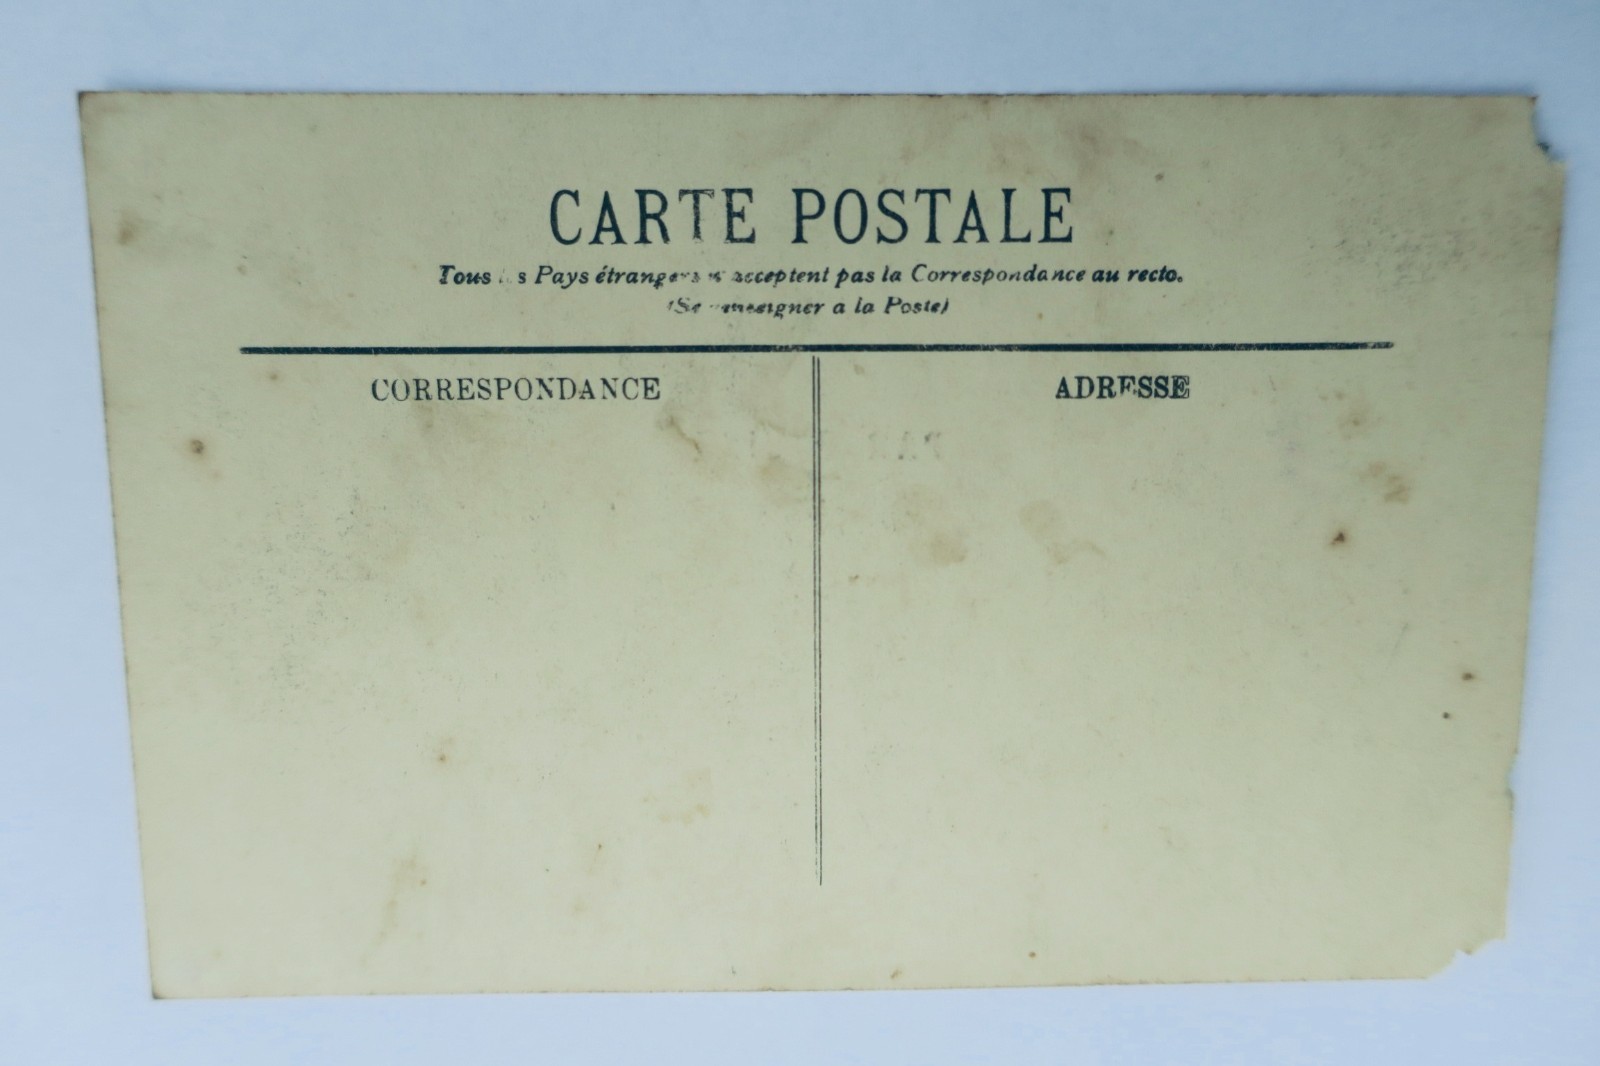 CARTE POSTALE
Tous les Pays étrangers n'acceptent pas la Correspondance au recto.
(Se renseigner a la Poste)
CORRESPONDANCE
ADRESSE